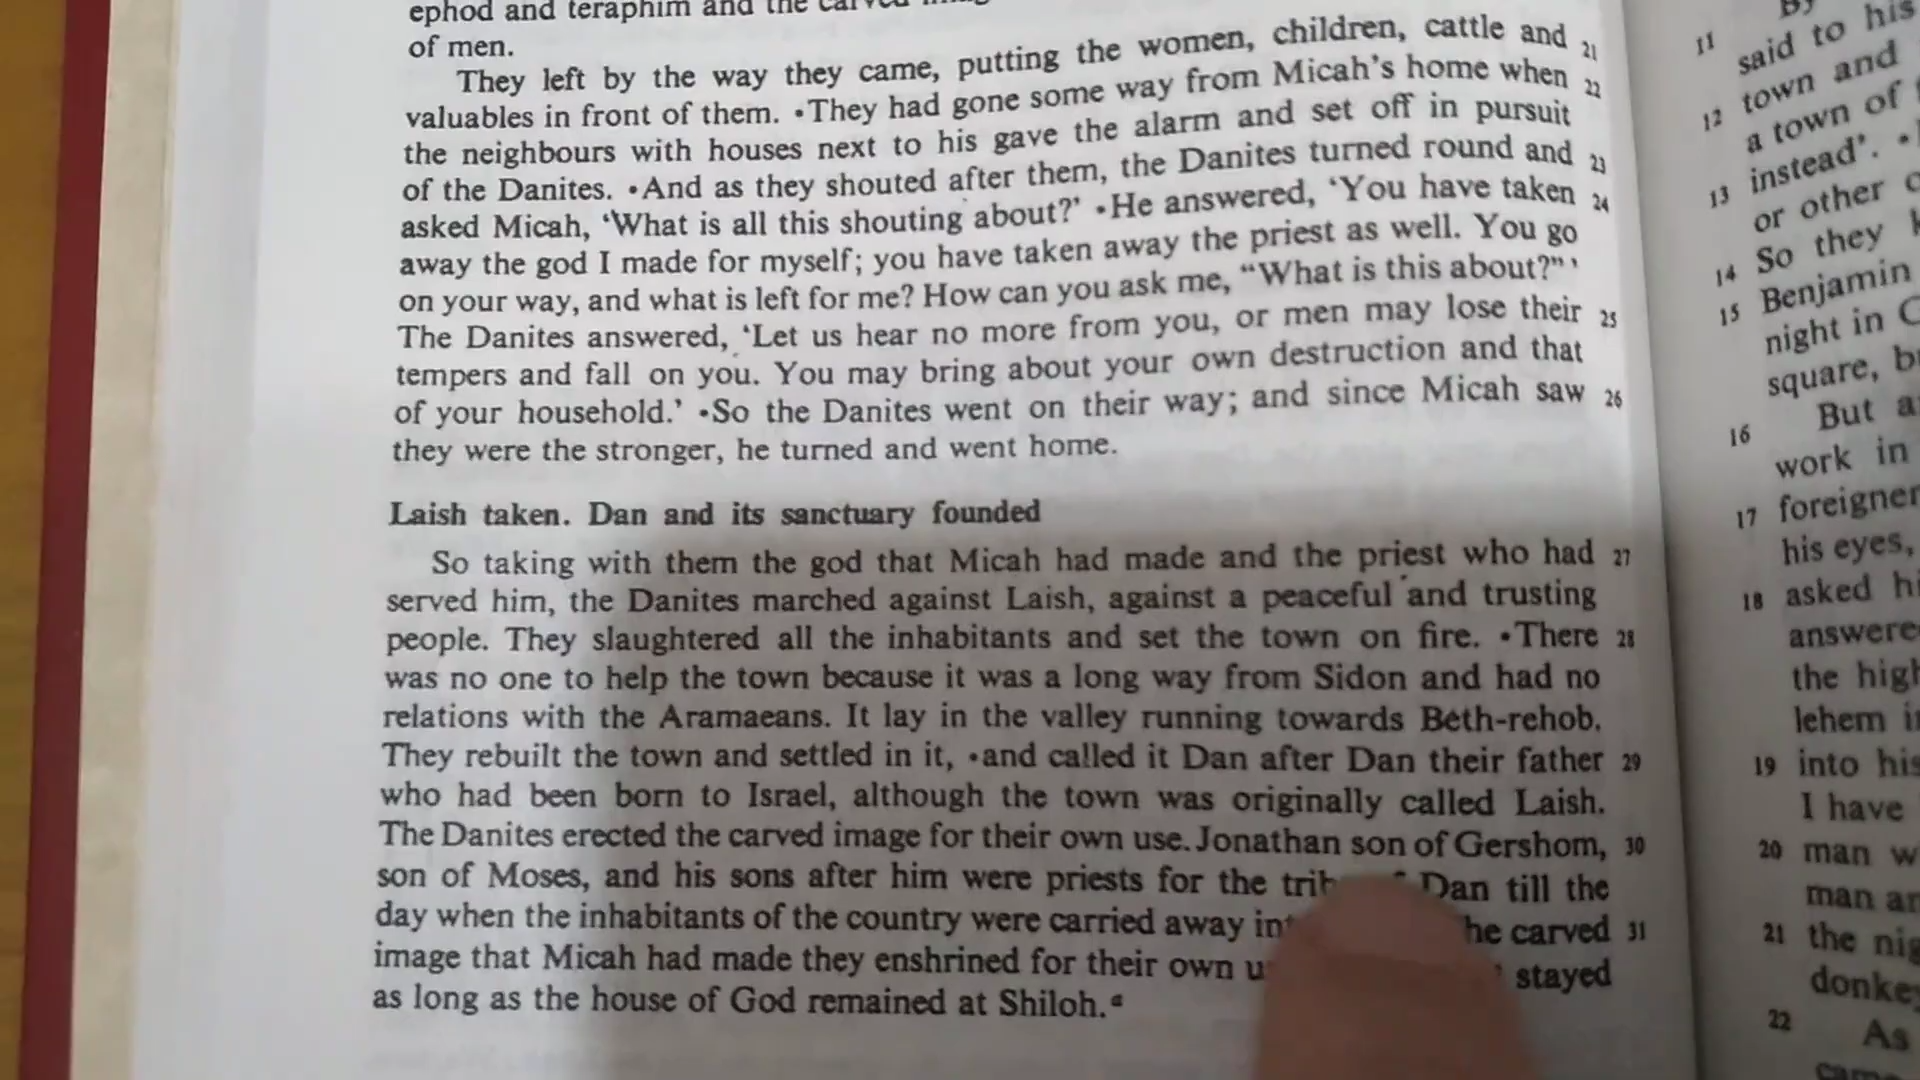 ephod and teraphim and the carved
of men.
They left by the way they came, putting the women, children, cattle and 21
valuables in front of them. •They had gone some way from Micah's home when 22
the neighbours with houses next to his gave the alarm and set off in pursuit
of the Danites. •And as they shouted after them, the Danites turned round and 23
asked Micah, ‘What is all this shouting about?’ •He answered, ‘You have taken 24
away the god I made for myself; you have taken away the priest as well. You go
on your way, and what is left for me? How can you ask me, “What is this about?” ’
The Danites answered, ‘Let us hear no more from you, or men may lose their 25
tempers and fall on you. You may bring about your own destruction and that
of your household.’ •So the Danites went on their way; and since Micah saw 26
they were the stronger, he turned and went home.
Laish taken. Dan and its sanctuary founded
So taking with them the god that Micah had made and the priest who had 27
served him, the Danites marched against Laish, against a peaceful and trusting
people. They slaughtered all the inhabitants and set the town on fire. •There 28
was no one to help the town because it was a long way from Sidon and had no
relations with the Aramaeans. It lay in the valley running towards Beth-rehob.
They rebuilt the town and settled in it, •and called it Dan after Dan their father 29
who had been born to Israel, although the town was originally called Laish.
The Danites erected the carved image for their own use. Jonathan son of Gershom, 30
son of Moses, and his sons after him were priests for the Dan till the
day when the inhabitants of the country were carried away carved 31
image that Micah had made they enshrined for their own stayed
as long as the house of God remained at Shiloh.ᵃ
11 said to his
12 town and
a town of
13 instead’. •
or other
14 So they
15 Benjamin
night in
square,
16 But
work in
17 foreigner
his eyes,
18 asked
answere
the high
lehem
19 into his
I have
20 man
man
21 the
donkey
22 As
came